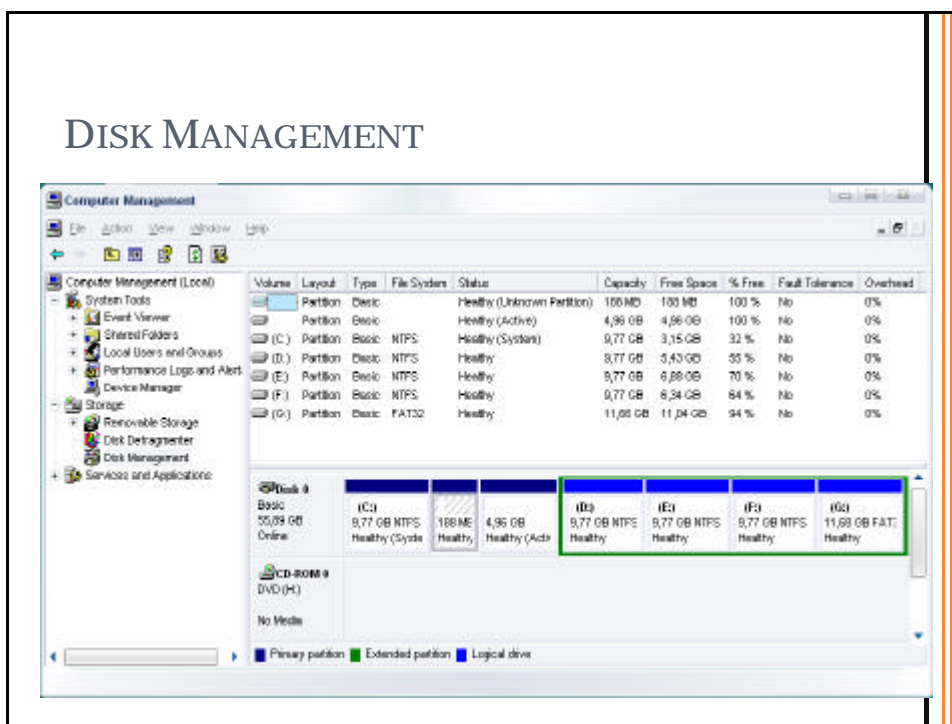 DISK MANAGEMENT
Computer Management
File Action View Window Help
Computer Management (Local)
System Tools
Event Viewer
Shared Folders
Local Users and Groups
Performance Logs and Alert
Device Manager
Storage
Removable Storage
Disk Defragmenter
Disk Management
Services and Applications
Volume Layout Type File System Status Capacity Free Space % Free Fault Tolerance Overhead
Partition Basic Healthy (Unknown Partition) 188 MB 188 MB 100 % No 0%
Partition Basic Healthy (Active) 4,96 GB 4,96 GB 100 % No 0%
(C:) Partition Basic NTFS Healthy (System) 9,77 GB 3,15 GB 32 % No 0%
(D:) Partition Basic NTFS Healthy 9,77 GB 5,43 GB 55 % No 0%
(E:) Partition Basic NTFS Healthy 9,77 GB 6,88 GB 70 % No 0%
(F:) Partition Basic NTFS Healthy 9,77 GB 6,34 GB 64 % No 0%
(G:) Partition Basic FAT32 Healthy 11,66 GB 11,04 GB 94 % No 0%
Disk 0
Basic
55,89 GB
Online
(C:)
9,77 GB NTFS
Healthy (Syste
188 ME
Healthy
4,96 GB
Healthy (Acti
(D:)
9,77 GB NTFS
Healthy
(E:)
9,77 GB NTFS
Healthy
(F:)
9,77 GB NTFS
Healthy
(G:)
11,68 GB FAT:
Healthy
CD-ROM 0
DVD (H:)
No Media
Primary partition Extended partition Logical drive